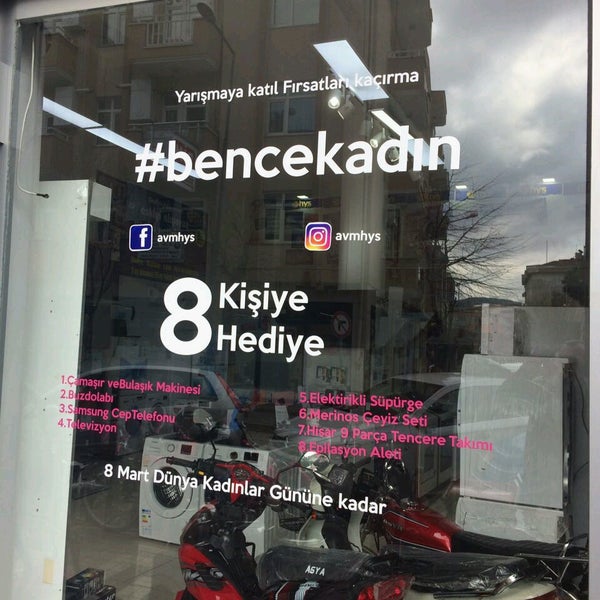 Yarışmaya katıl Fırsatları kaçırma
#bencekadın
avmhys
avmhys
8 Kişiye
Hediye
1.Çamaşır veBulaşık Makinesi
2.Buzdolabı
3.Samsung CepTelefonu
4.Televizyon
5.Elektirikli Süpürge
6.Merinos Çeyiz Seti
7.Hisar 9 Parça Tencere Takımı
8.Epilasyon Aleti
8 Mart Dünya Kadınlar Gününe kadar
ASYA